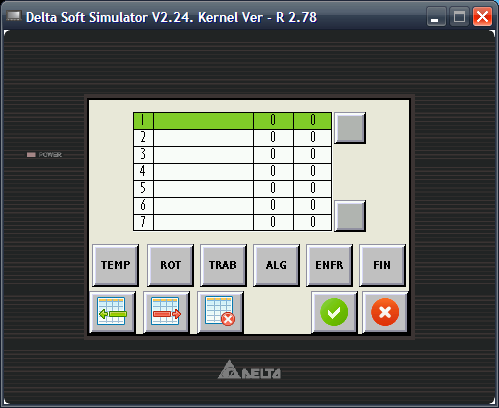 Delta Soft Simulator V2.24. Kernel Ver - R 2.78
POWER
1 0 0
2 0 0
3 0 0
4 0 0
5 0 0
6 0 0
7 0 0
TEMP ROT TRAB ALG ENFR FIN
DELTA